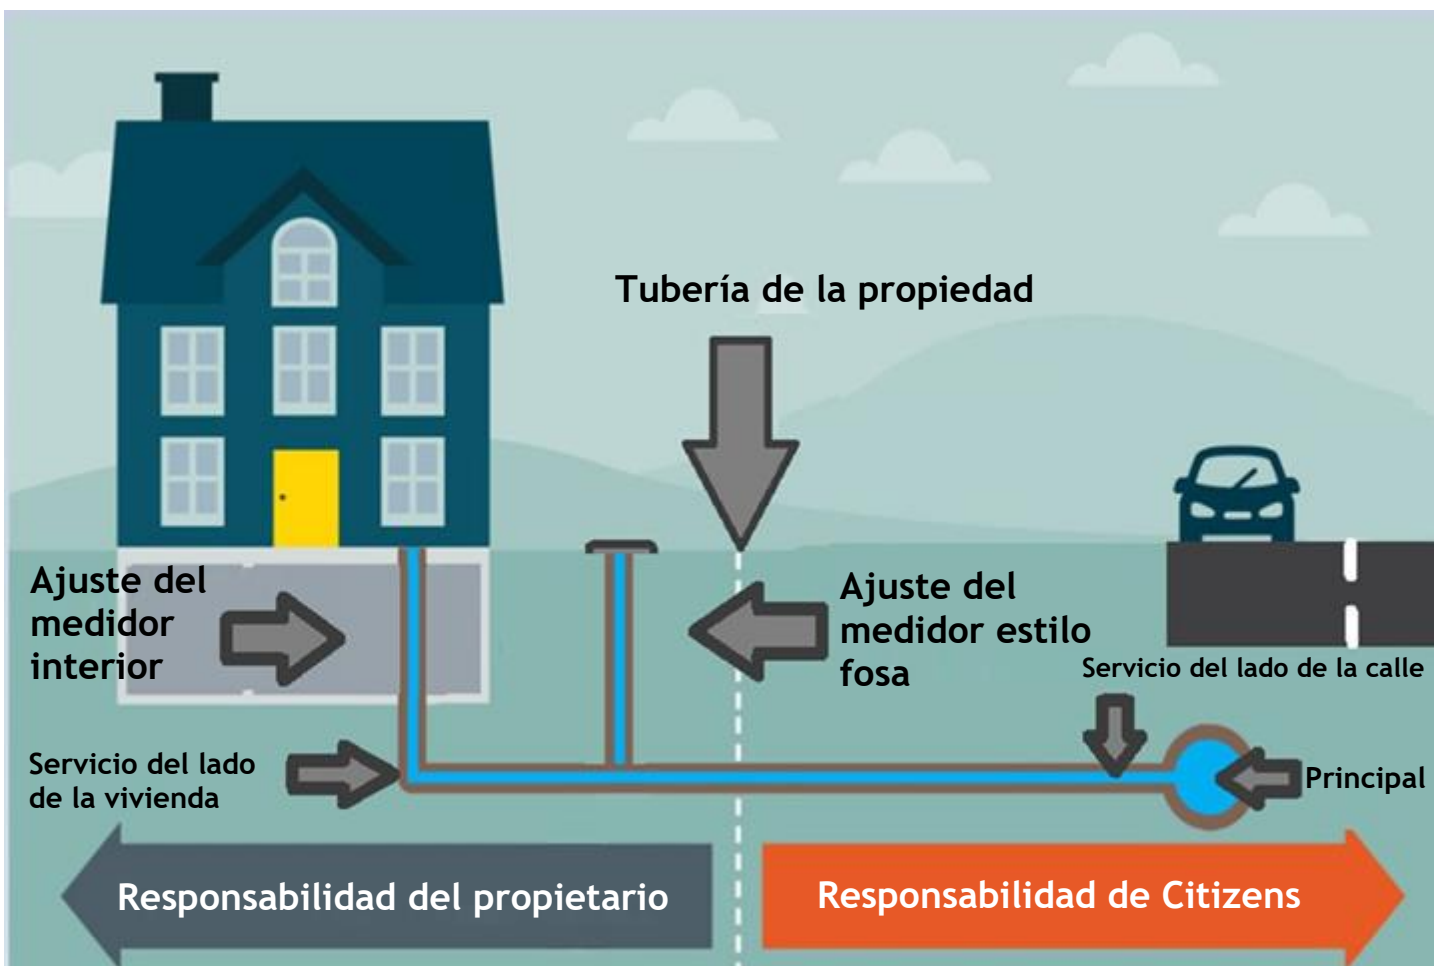 Tubería de la propiedad
Ajuste del
medidor
interior
Ajuste del
medidor estilo
fosa
Servicio del lado de la calle
Servicio del lado
de la vivienda
Principal
Responsabilidad del propietario
Responsabilidad de Citizens